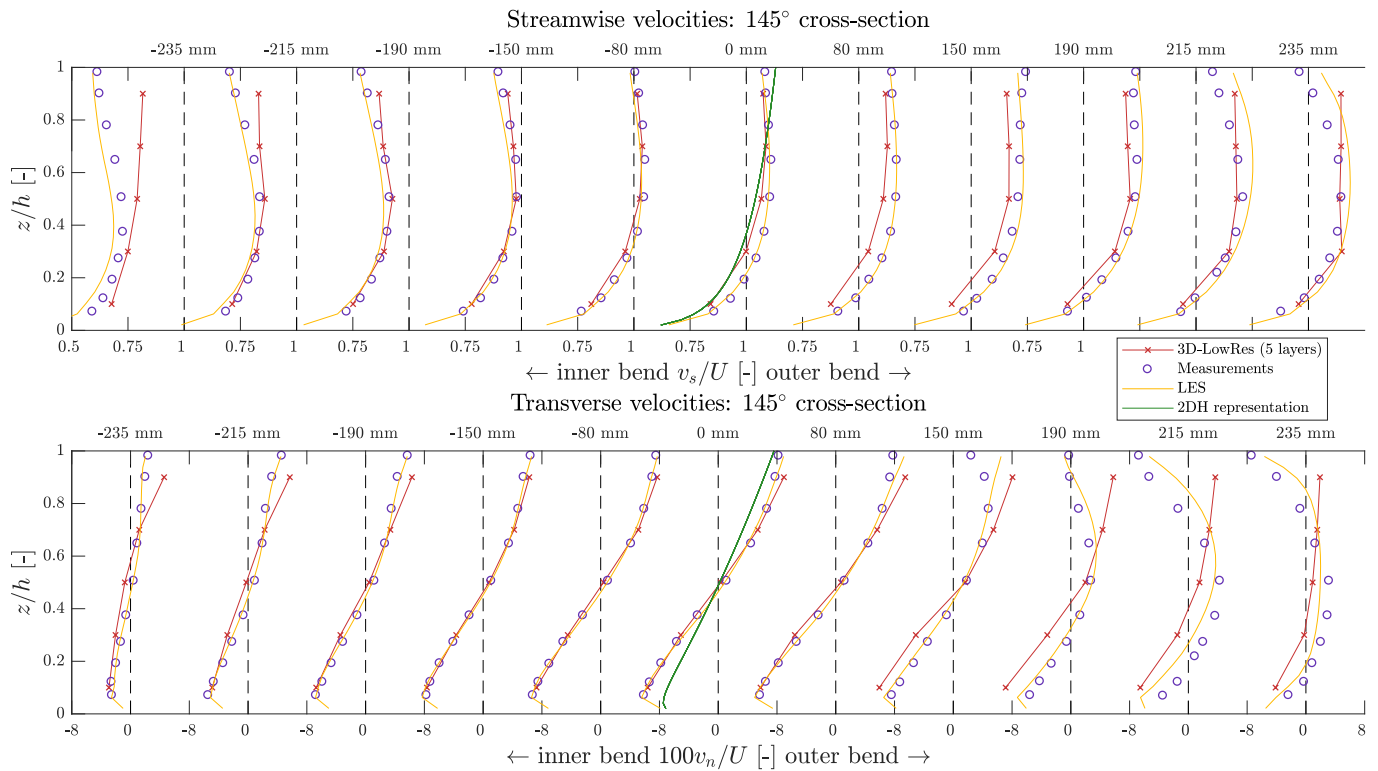 Streamwise velocities: 145° cross-section
-235 mm -215 mm -190 mm -150 mm -80 mm 0 mm 80 mm 150 mm 190 mm 215 mm 235 mm
1
0.8
0.6
0.4
0.2
0
z/h [-]
0.5 0.75 1 0.75 1 0.75 1 0.75 1 0.75 1 0.75 1 0.75 1 0.75 1 0.75 1
← inner bend v_s/U [-] outer bend →
3D-LowRes (5 layers)
Measurements
LES
2DH representation
Transverse velocities: 145° cross-section
-235 mm -215 mm -190 mm -150 mm -80 mm 0 mm 80 mm 150 mm 190 mm 215 mm 235 mm
1
0.8
0.6
0.4
0.2
0
z/h [-]
-8 0 -8 0 -8 0 -8 0 -8 0 -8 0 -8 0 -8 0 -8 0 -8 0 -8 0 8
← inner bend 100v_n/U [-] outer bend →